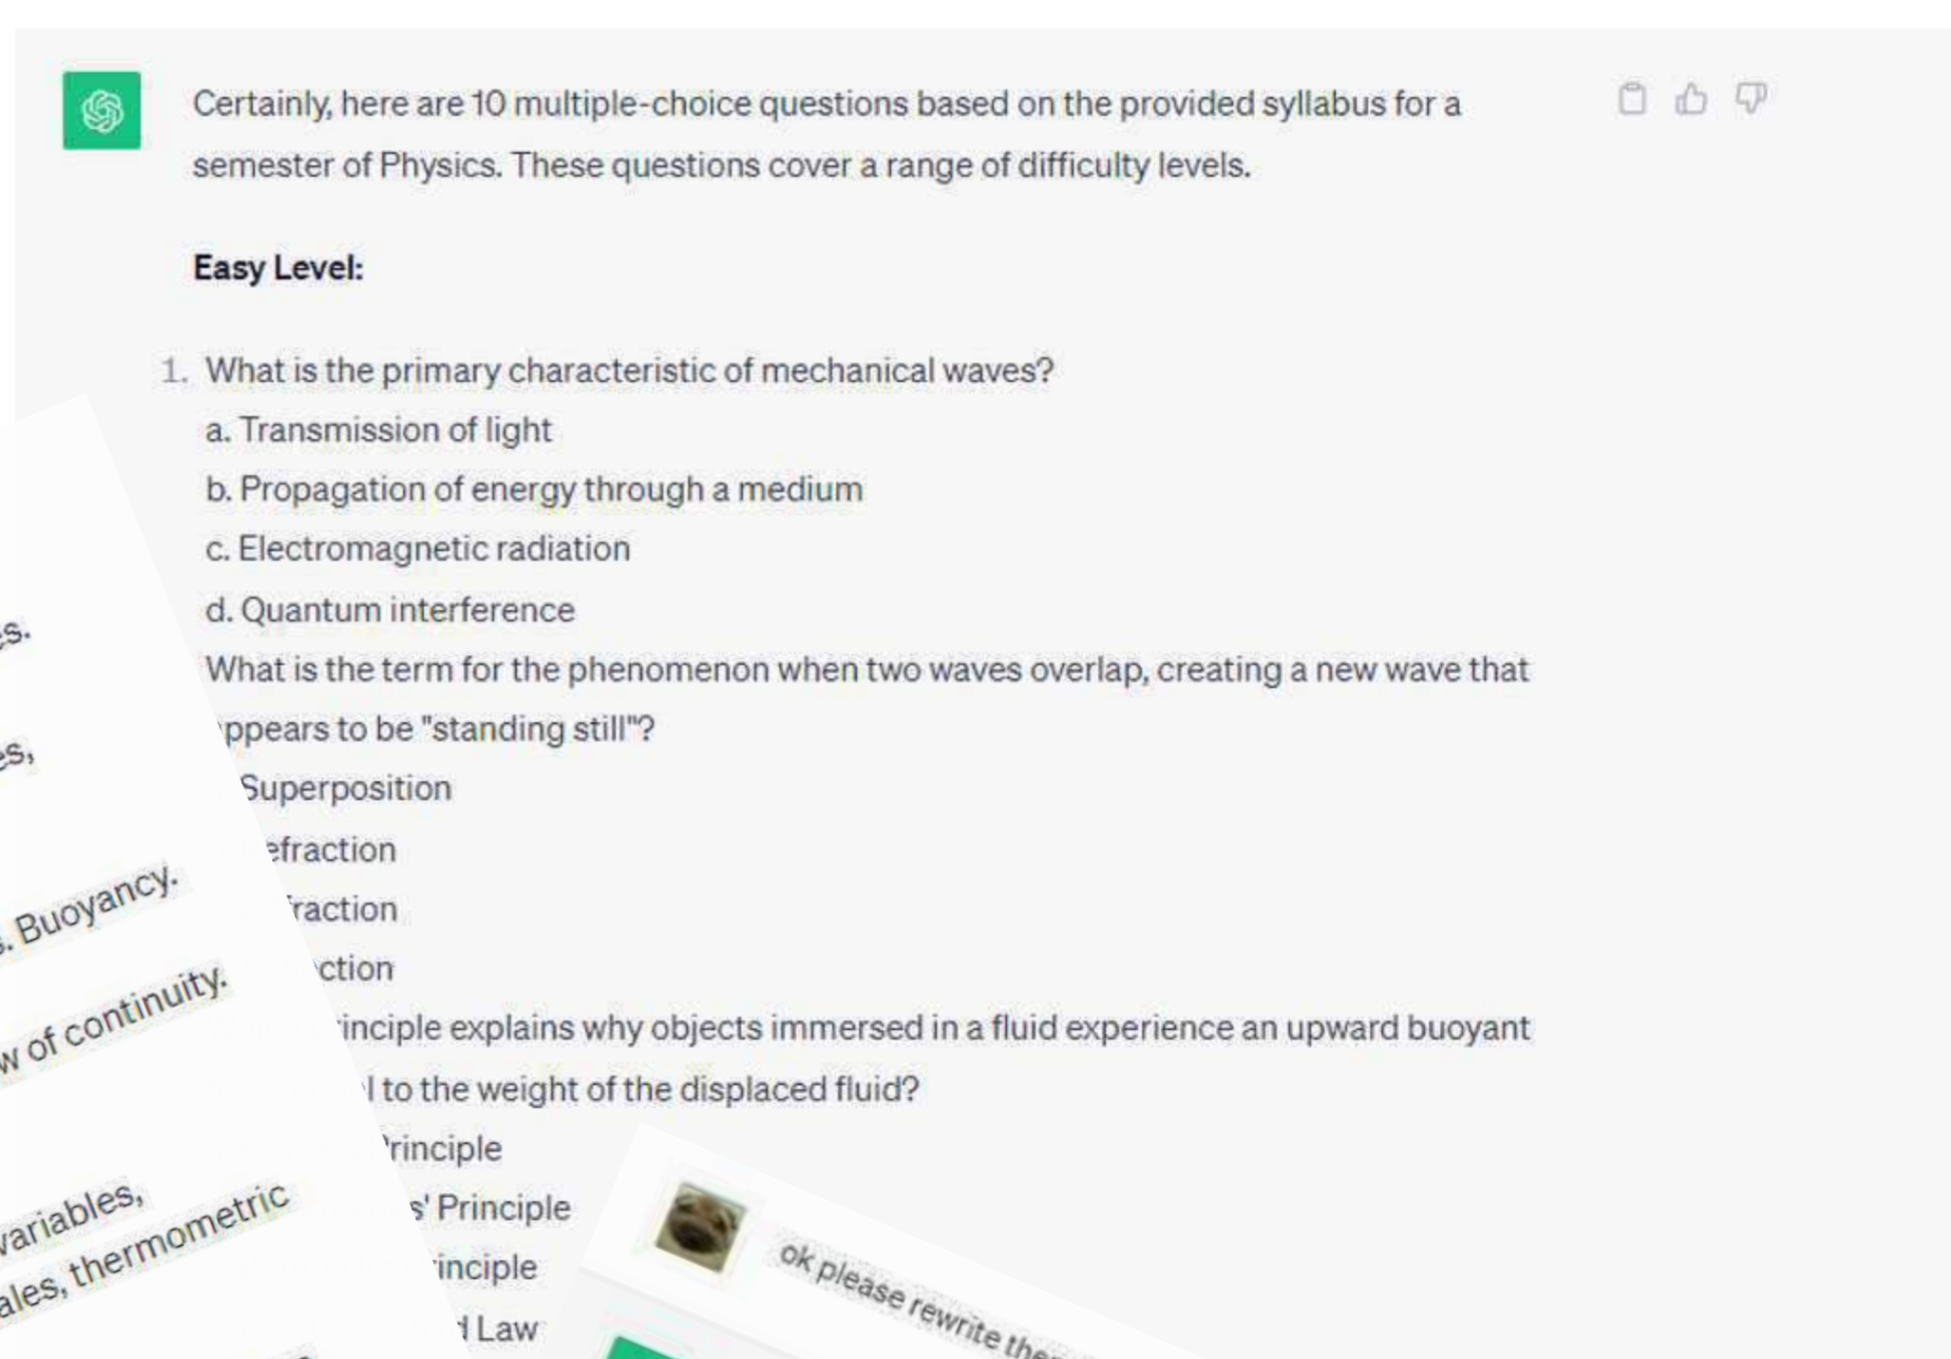 Certainly, here are 10 multiple-choice questions based on the provided syllabus for a
semester of Physics. These questions cover a range of difficulty levels.
Easy Level:
1. What is the primary characteristic of mechanical waves?
a. Transmission of light
b. Propagation of energy through a medium
c. Electromagnetic radiation
d. Quantum interference
What is the term for the phenomenon when two waves overlap, creating a new wave that
ppears to be "standing still"?
Superposition
efraction
raction
ction
inciple explains why objects immersed in a fluid experience an upward buoyant
l to the weight of the displaced fluid?
rinciple
s' Principle
inciple
d Law
es.
es,
s. Buoyancy.
w of continuity.
variables,
ales, thermometric
ok please rewrite the